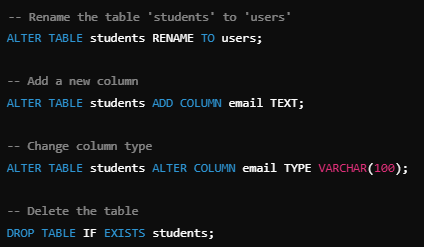 -- Rename the table 'students' to 'users'
ALTER TABLE students RENAME TO users;
-- Add a new column
ALTER TABLE students ADD COLUMN email TEXT;
-- Change column type
ALTER TABLE students ALTER COLUMN email TYPE VARCHAR(100);
-- Delete the table
DROP TABLE IF EXISTS students;